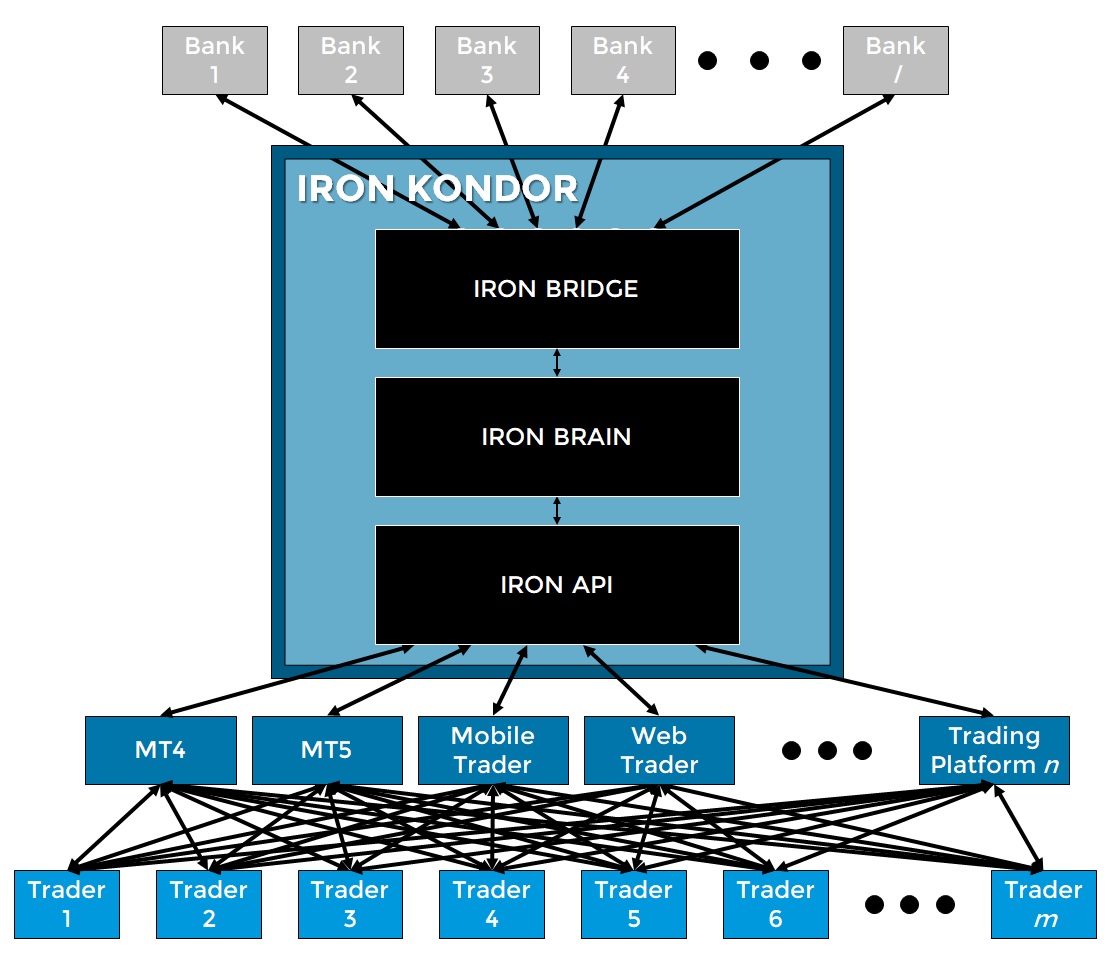 Bank
1
Bank
2
Bank
3
Bank
4
Bank
l
IRON KONDOR
IRON BRIDGE
IRON BRAIN
IRON API
MT4
MT5
Mobile
Trader
Web
Trader
Trading
Platform n
Trader
1
Trader
2
Trader
3
Trader
4
Trader
5
Trader
6
Trader
m